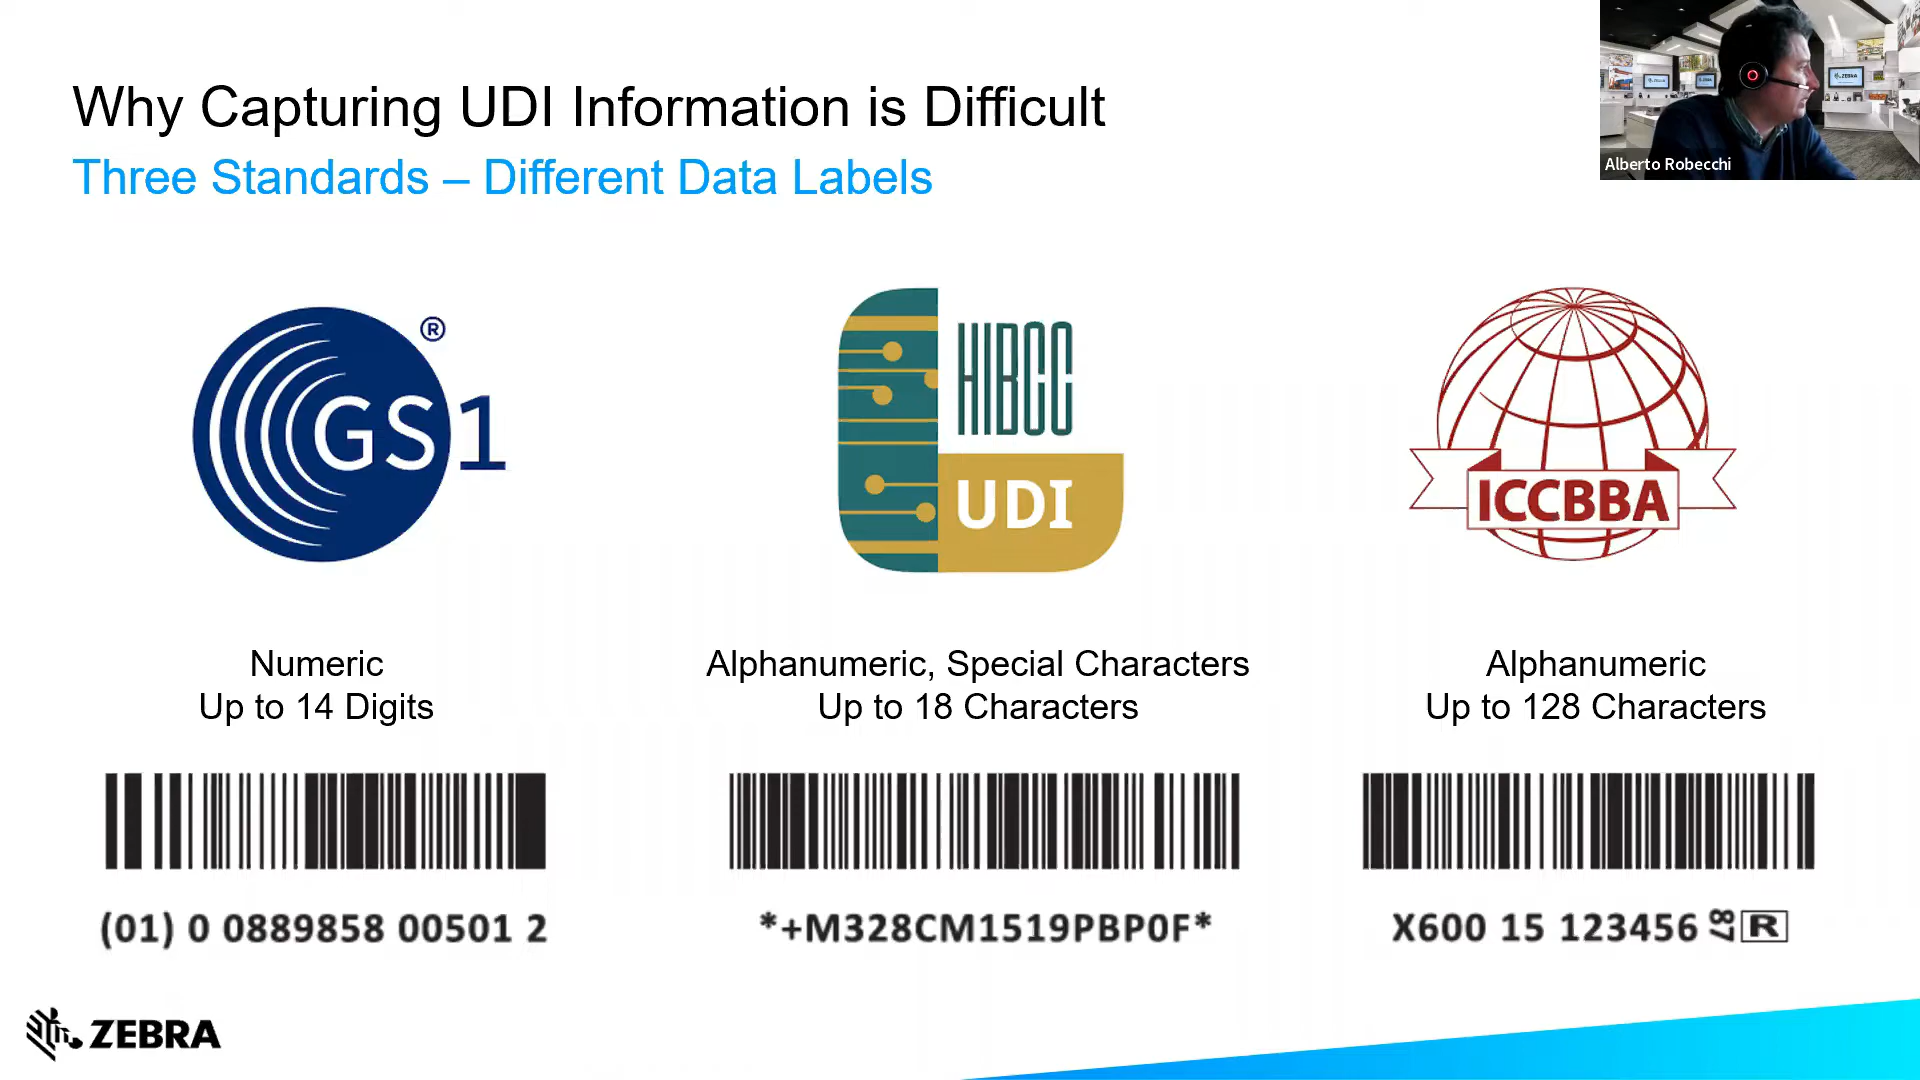 Why Capturing UDI Information is Difficult
Three Standards – Different Data Labels
Alberto Robecchi
GS1®
HIBCC
UDI
ICCBBA
Numeric
Up to 14 Digits
Alphanumeric, Special Characters
Up to 18 Characters
Alphanumeric
Up to 128 Characters
(01) 0 0889858 00501 2
*+M328CM1519PBP0F*
X600 15 123456 87 R
ZEBRA